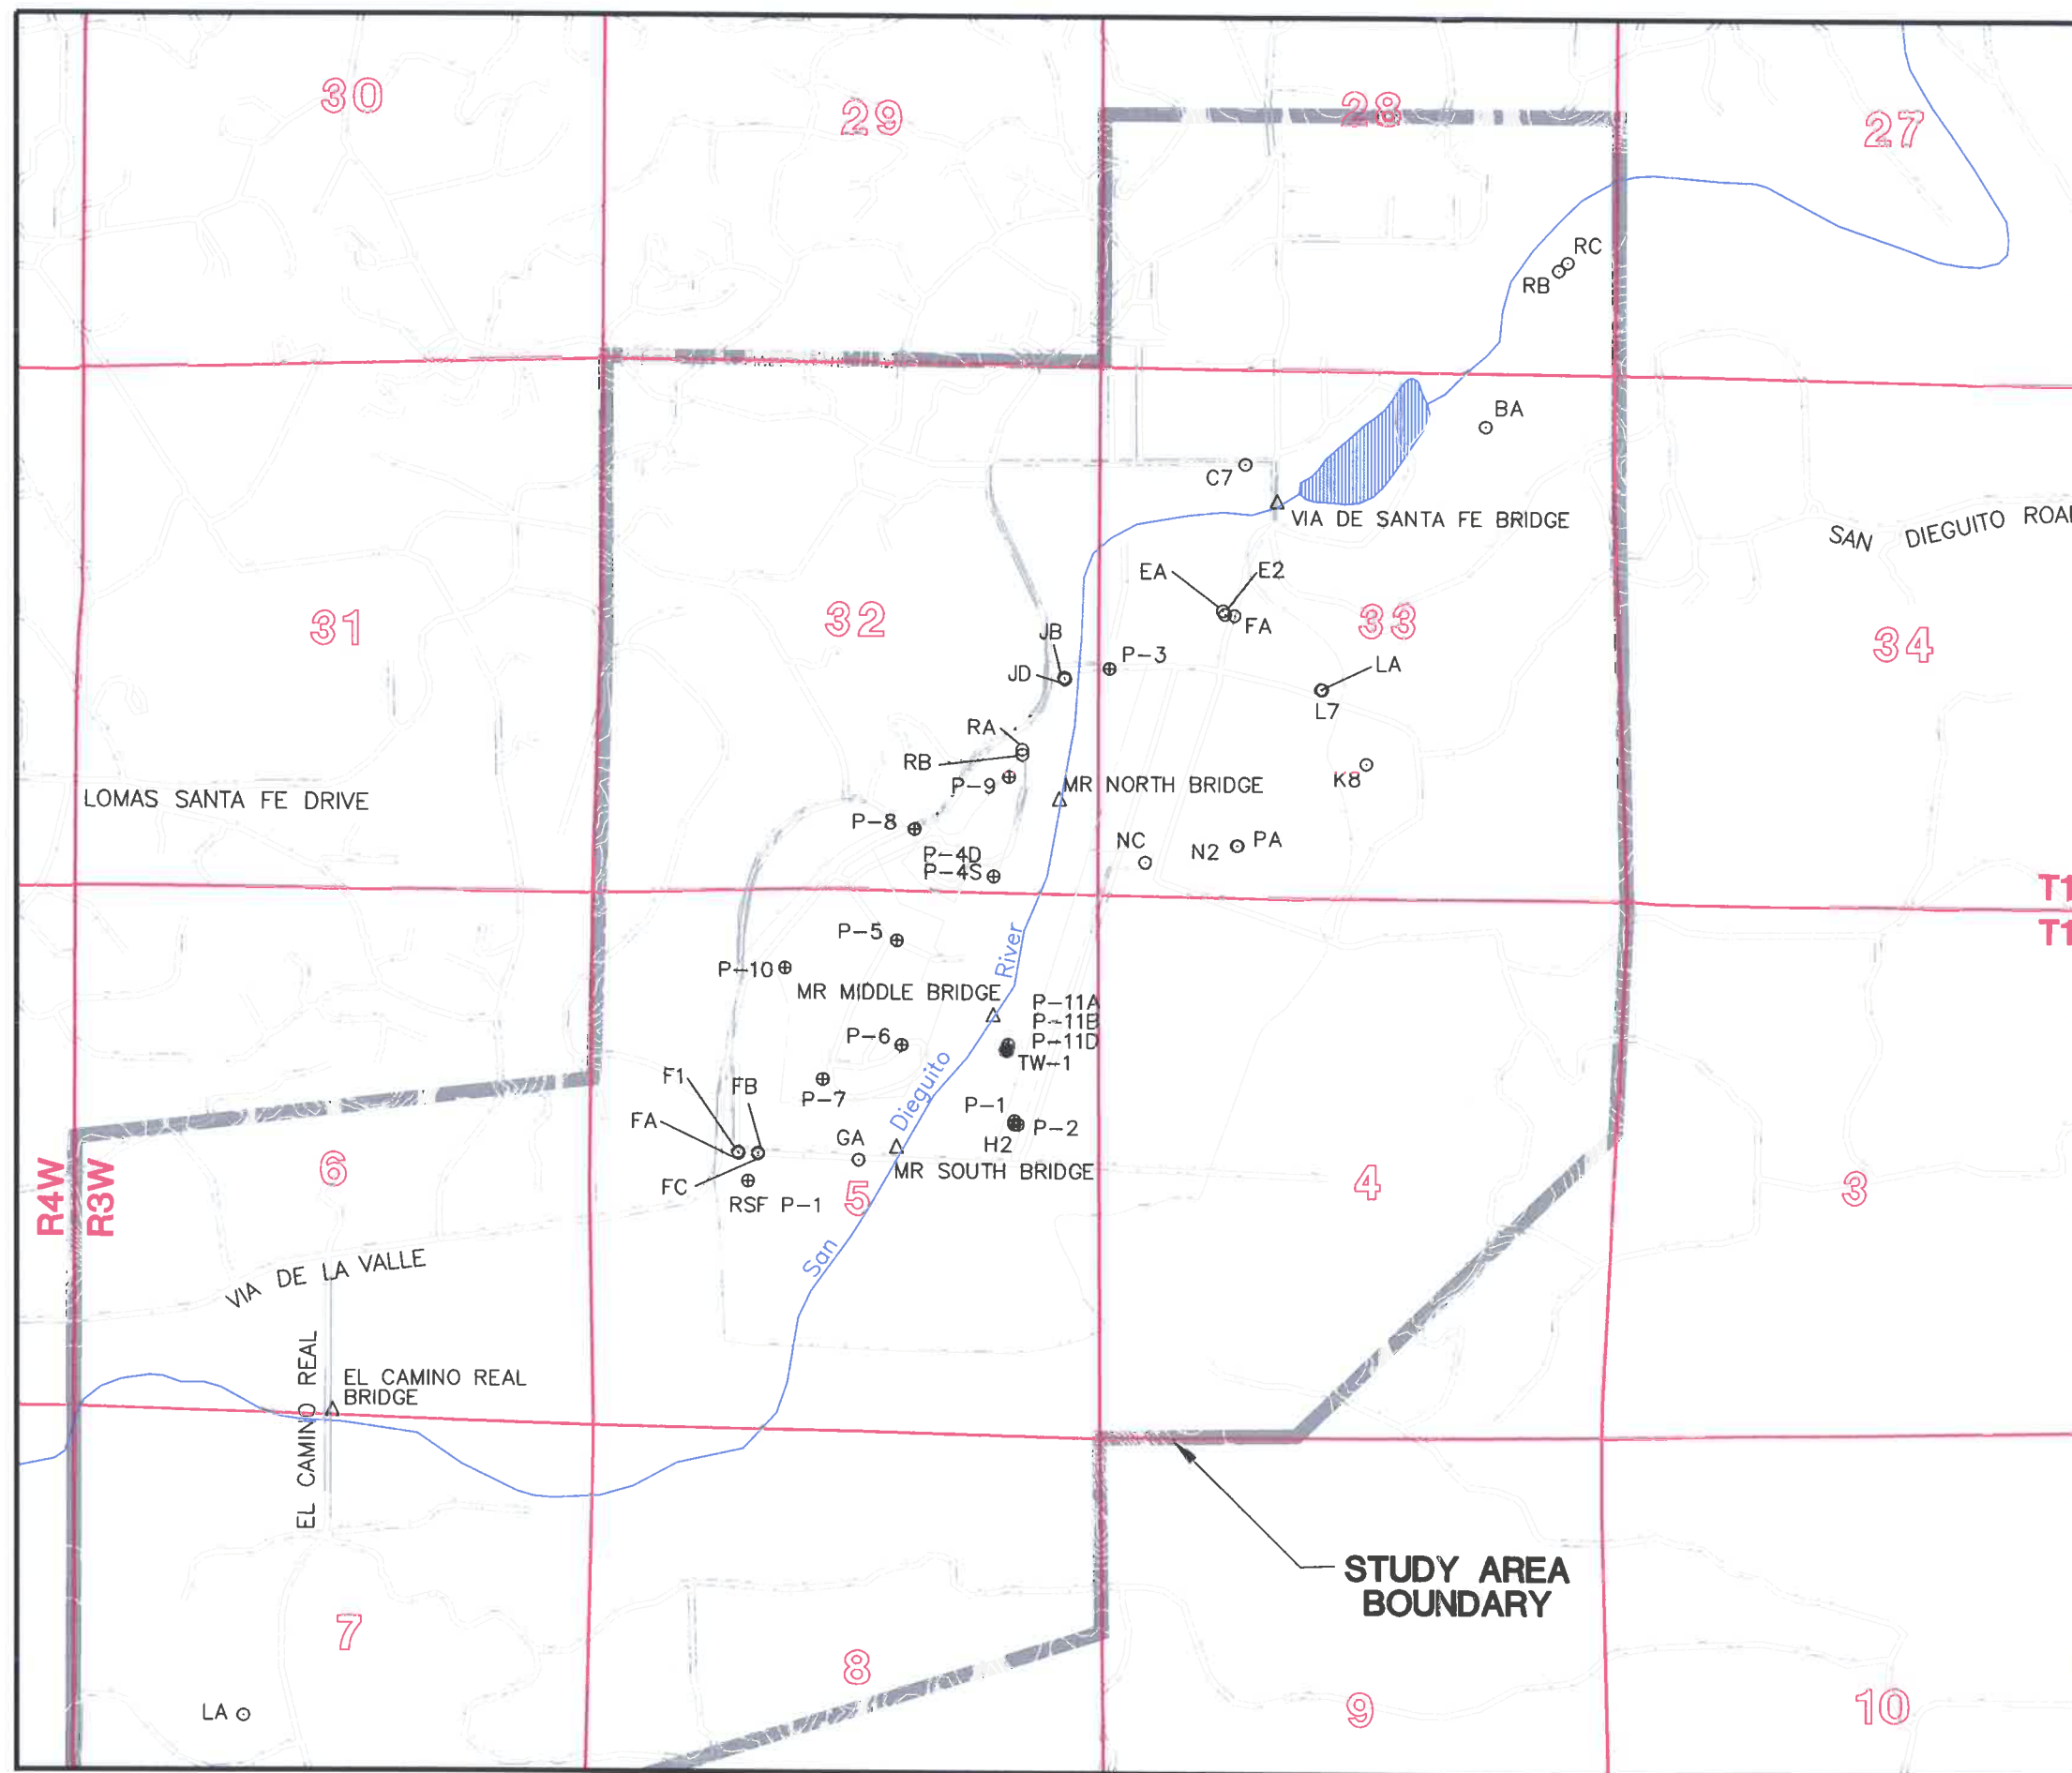 30
29
28
27
RC
RB
BA
C7
VIA DE SANTA FE BRIDGE
SAN DIEGUITO
EA
E2
FA
31
32
33
34
JB
P-3
JD
LA
L7
RA
RB
P-9
MR NORTH BRIDGE
K8
LOMAS SANTA FE DRIVE
P-8
NC
N2
PA
P-4D
P-4S
T1
T1
P-5
P-10
MR MIDDLE BRIDGE
P-11A
P-11B
P-11D
TW-1
P-6
F1
FB
P-7
P-1
P-2
H2
FA
GA
MR SOUTH BRIDGE
FC
RSF P-1
San Dieguito River
R4W
R3W
6
5
4
3
VIA DE LA VALLE
EL CAMINO REAL
EL CAMINO REAL
BRIDGE
STUDY AREA
BOUNDARY
7
8
9
10
LA